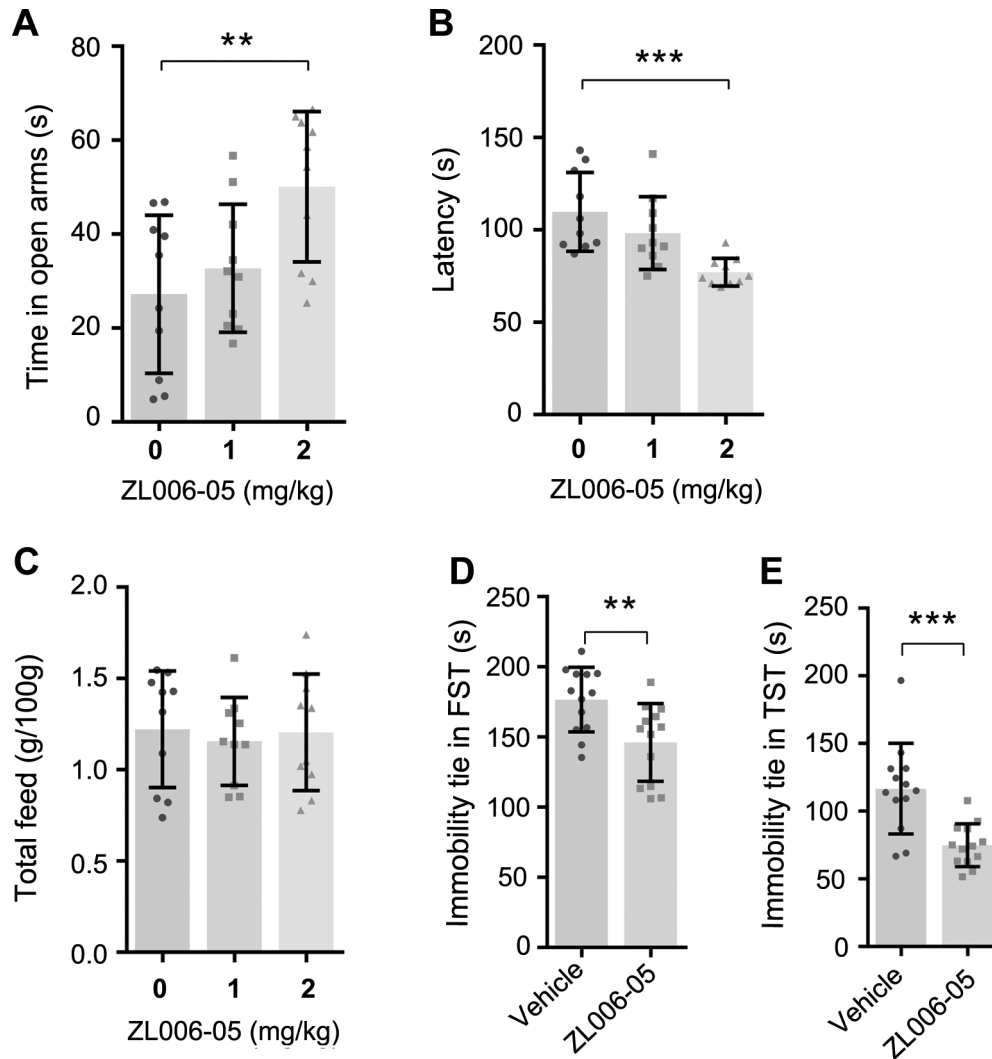 A
Time in open arms (s)
80
60
40
20
0
**
0 1 2
ZL006-05 (mg/kg)
B
Latency (s)
200
150
100
50
0
***
0 1 2
ZL006-05 (mg/kg)
C
Total feed (g/100g)
2.0
1.5
1.0
0.5
0.0
0 1 2
ZL006-05 (mg/kg)
D
Immobility tie in FST (s)
250
200
150
100
50
0
**
Vehicle
ZL006-05
E
Immobility tie in TST (s)
250
200
150
100
50
0
***
Vehicle
ZL006-05